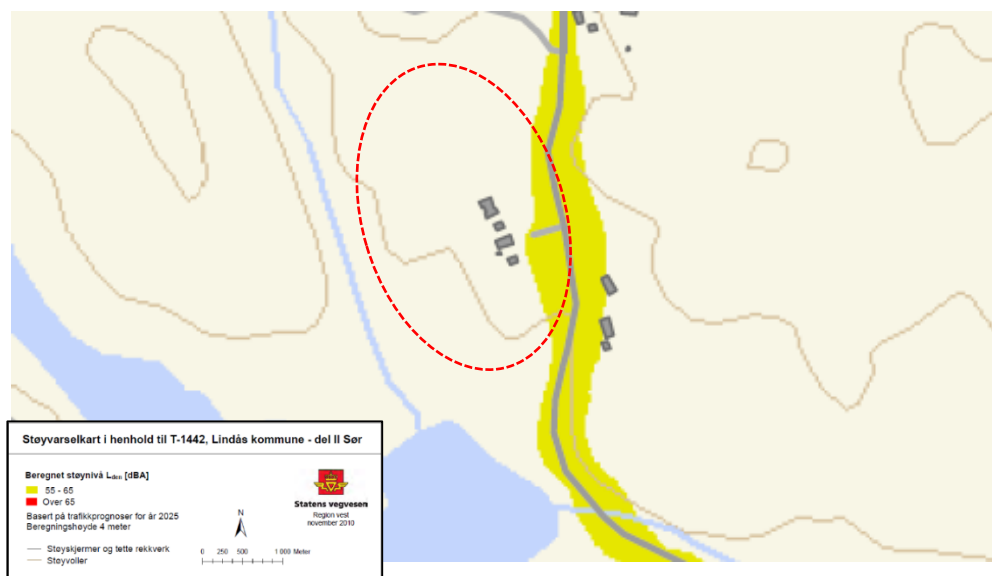 Støyvarselkart i henhold til T-1442, Lindås kommune - del II Sør
Beregnet støynivå Lden [dBA]
55 - 65
Over 65
Basert på trafikkprognoser for år 2025
Beregningshøyde 4 meter
Støyskjermer og tette rekkverk
Støyvoller
N
0 250 500 1 000 Meter
Statens vegvesen
Region vest
november 2010